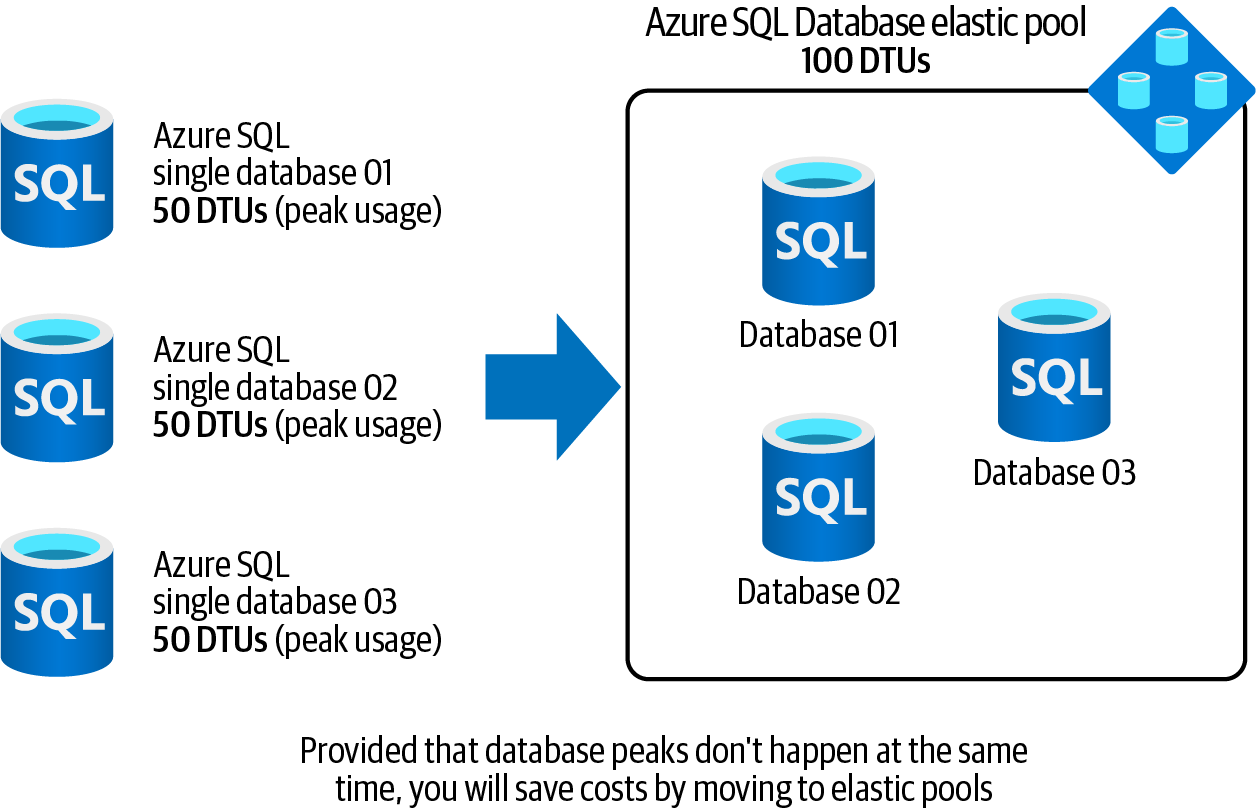 Azure SQL Database elastic pool
100 DTUs
SQL
Azure SQL
single database 01
50 DTUs (peak usage)
SQL
Azure SQL
single database 02
50 DTUs (peak usage)
SQL
Azure SQL
single database 03
50 DTUs (peak usage)
SQL
Database 01
SQL
Database 03
SQL
Database 02
Provided that database peaks don't happen at the same
time, you will save costs by moving to elastic pools